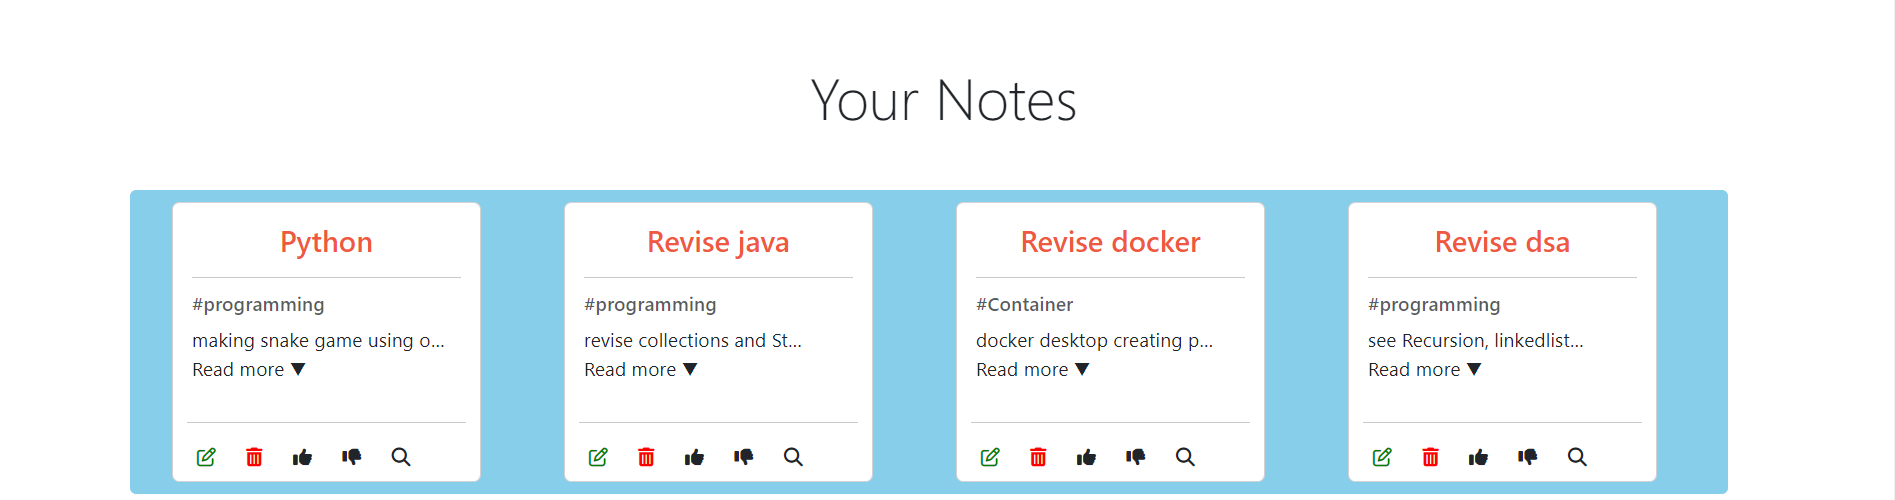 Your Notes
Python
#programming
making snake game using o...
Read more ▼
Revise java
#programming
revise collections and St...
Read more ▼
Revise docker
#Container
docker desktop creating p...
Read more ▼
Revise dsa
#programming
see Recursion, linkedlist...
Read more ▼